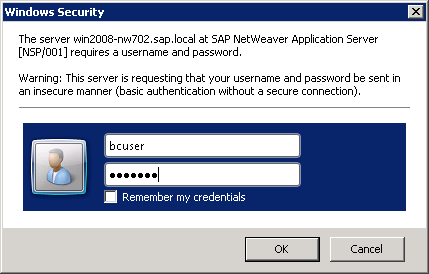 Windows Security
The server win2008-nw702.sap.local at SAP NetWeaver Application Server
[NSP/001] requires a username and password.
Warning: This server is requesting that your username and password be sent in
an insecure manner (basic authentication without a secure connection).
bcuser
●●●●●●●
Remember my credentials
OK
Cancel